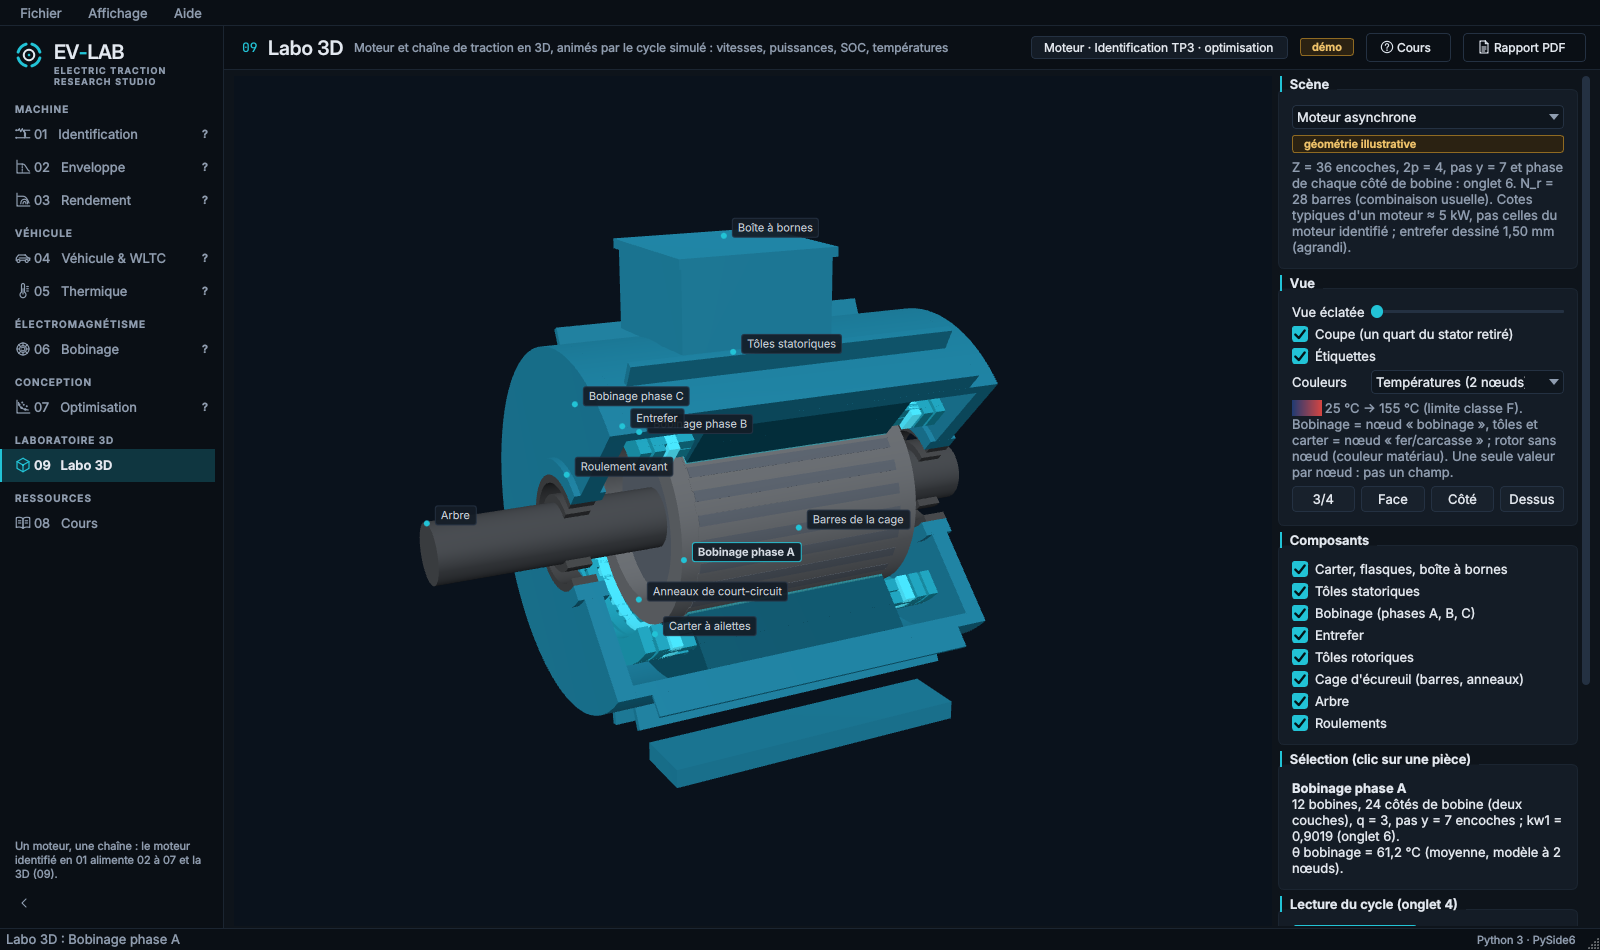 Fichier Affichage Aide
EV-LAB
ELECTRIC TRACTION
RESEARCH STUDIO
MACHINE
01 Identification ?
02 Enveloppe ?
03 Rendement ?
VÉHICULE
04 Véhicule & WLTC ?
05 Thermique ?
ÉLECTROMAGNÉTISME
06 Bobinage ?
CONCEPTION
07 Optimisation ?
LABORATOIRE 3D
09 Labo 3D
RESSOURCES
08 Cours
Un moteur, une chaîne : le moteur
identifié en 01 alimente 02 à 07 et la
3D (09).
09 Labo 3D Moteur et chaîne de traction en 3D, animés par le cycle simulé : vitesses, puissances, SOC, températures
Moteur · Identification TP3 · optimisation
démo
? Cours
Rapport PDF
Boîte à bornes
Tôles statoriques
Bobinage phase C
Entrefer
age phase B
Roulement avant
Arbre
Barres de la cage
Bobinage phase A
Anneaux de court-circuit
Carter à ailettes
Scène
Moteur asynchrone
géométrie illustrative
Z = 36 encoches, 2p = 4, pas y = 7 et phase
de chaque côté de bobine : onglet 6. N_r =
28 barres (combinaison usuelle). Cotes
typiques d'un moteur ≈ 5 kW, pas celles du
moteur identifié ; entrefer dessiné 1,50 mm
(agrandi).
Vue
Vue éclatée
Coupe (un quart du stator retiré)
Étiquettes
Couleurs Températures (2 nœuds
25 °C → 155 °C (limite classe F).
Bobinage = nœud « bobinage », tôles et
carter = nœud « fer/carcasse » ; rotor sans
nœud (couleur matériau). Une seule valeur
par nœud : pas un champ.
3/4 Face Côté Dessus
Composants
Carter, flasques, boîte à bornes
Tôles statoriques
Bobinage (phases A, B, C)
Entrefer
Tôles rotoriques
Cage d'écureuil (barres, anneaux)
Arbre
Roulements
Sélection (clic sur une pièce)
Bobinage phase A
12 bobines, 24 côtés de bobine (deux
couches), q = 3, pas y = 7 encoches ; kw1 =
0,9019 (onglet 6).
θ bobinage = 61,2 °C (moyenne, modèle à 2
nœuds).
Lecture du cycle (onglet 4)
Labo 3D : Bobinage phase A
Python 3 · PySide6